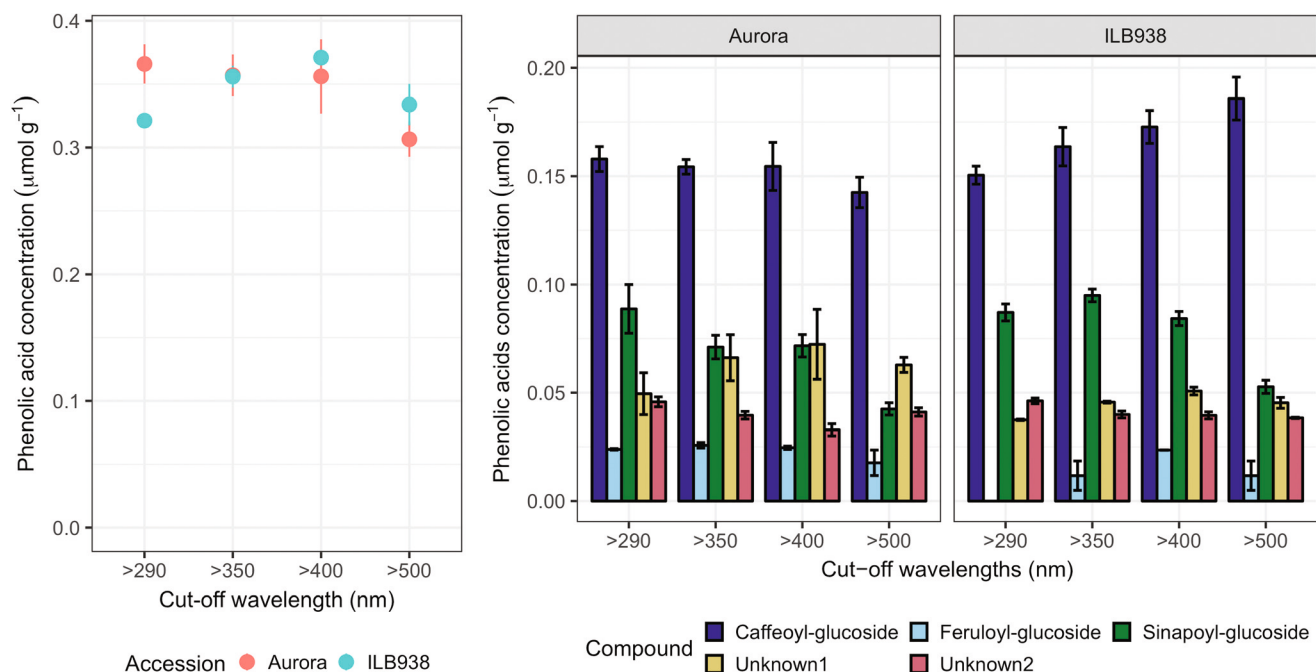 Phenolic acid concentration (μmol g⁻¹)
0.4
0.3
0.2
0.1
0.0
>290 >350 >400 >500
Cut-off wavelength (nm)
Accession Aurora ILB938
Phenolic acids concentration (μmol g⁻¹)
Aurora ILB938
0.20
0.15
0.10
0.05
0.00
>290 >350 >400 >500 >290 >350 >400 >500
Cut−off wavelengths (nm)
Compound
Caffeoyl-glucoside Feruloyl-glucoside Sinapoyl-glucoside
Unknown1 Unknown2